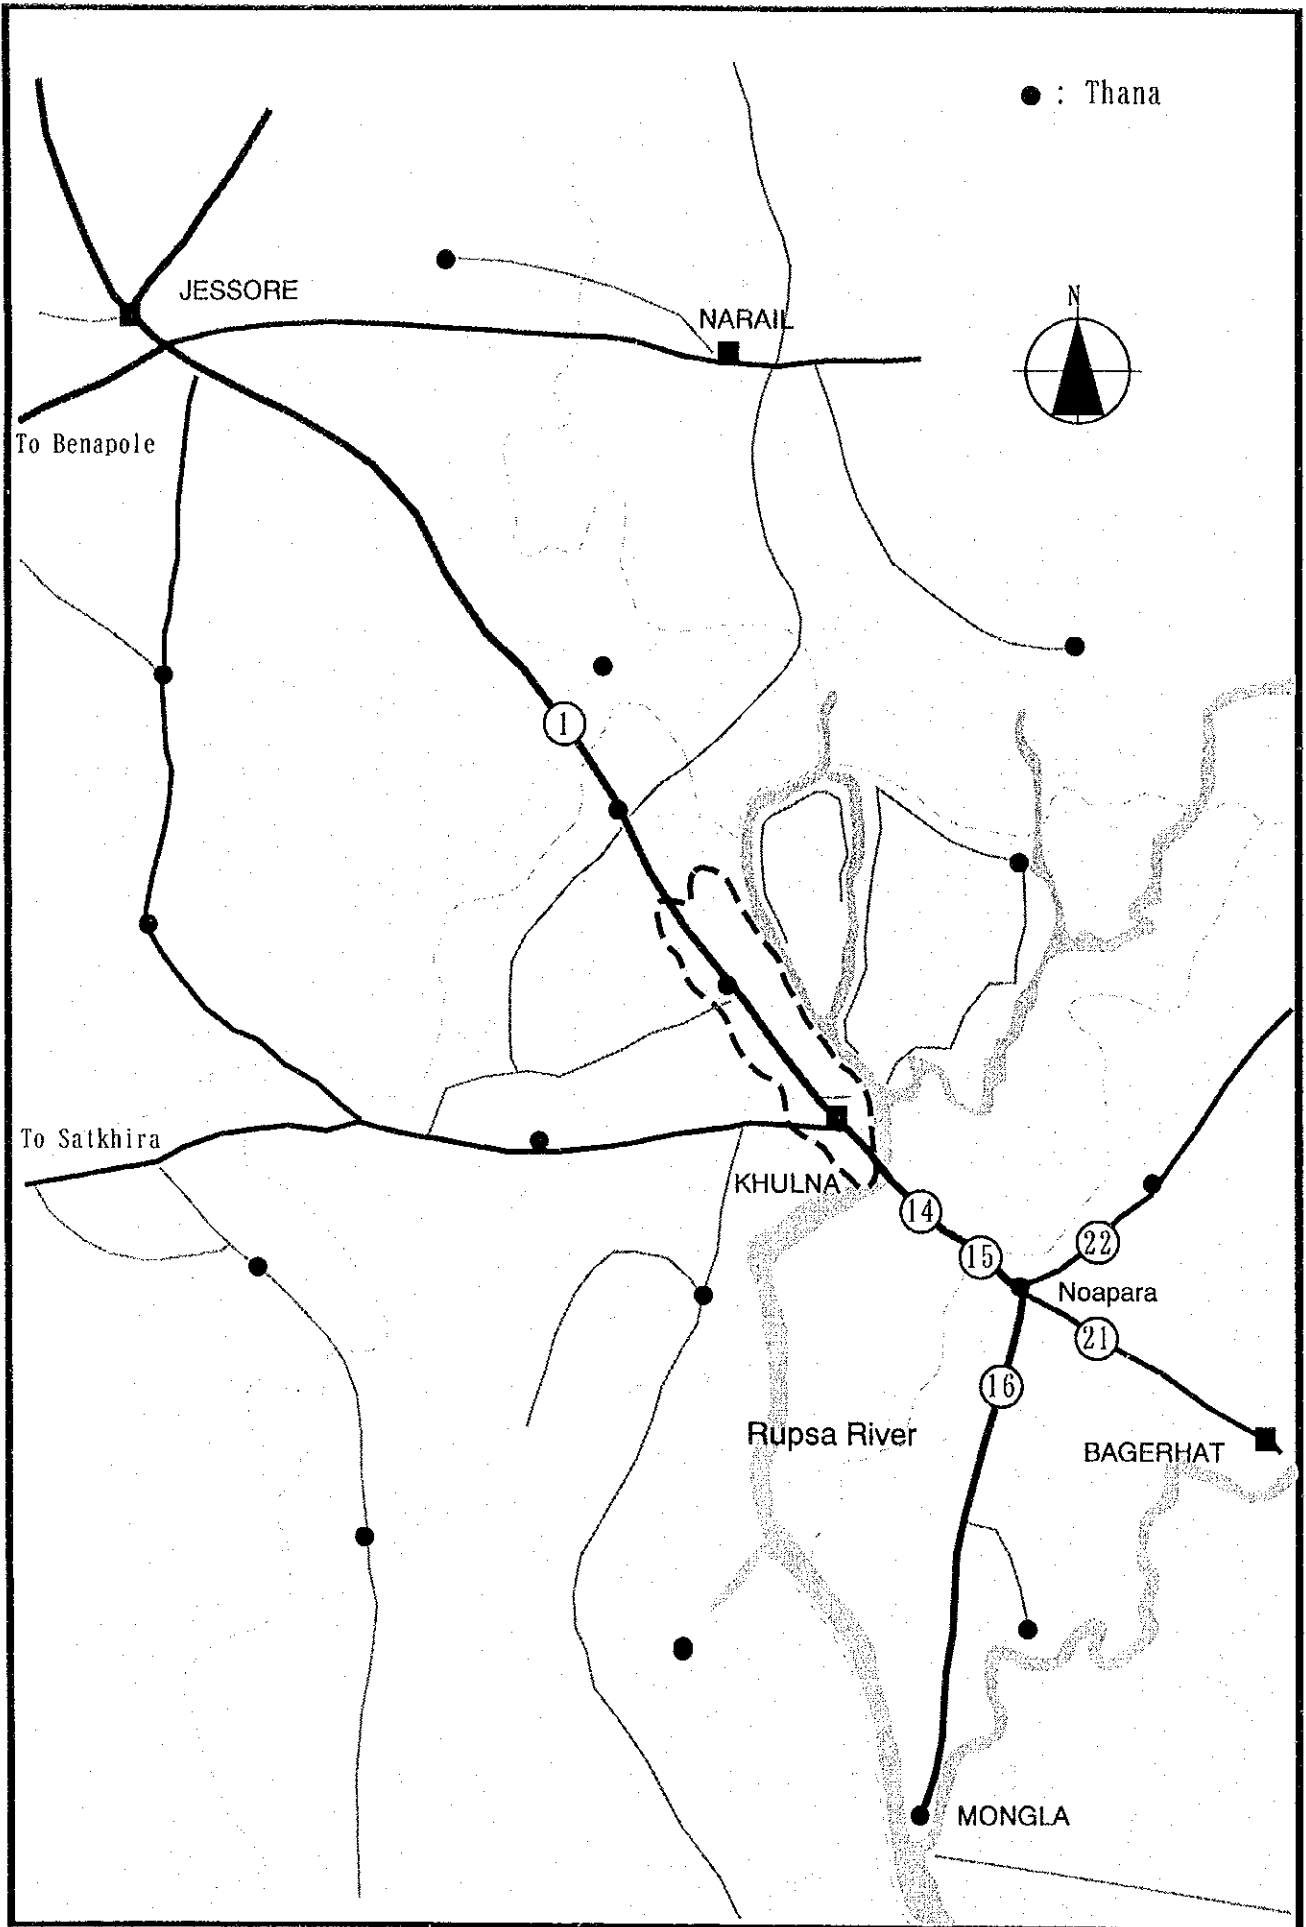 : Thana
JESSORE
NARAIL
N
To Benapole
1
To Satkhira
KHULNA
14
15
22
Noapara
21
16
Rupsa River
BAGERHAT
MONGLA